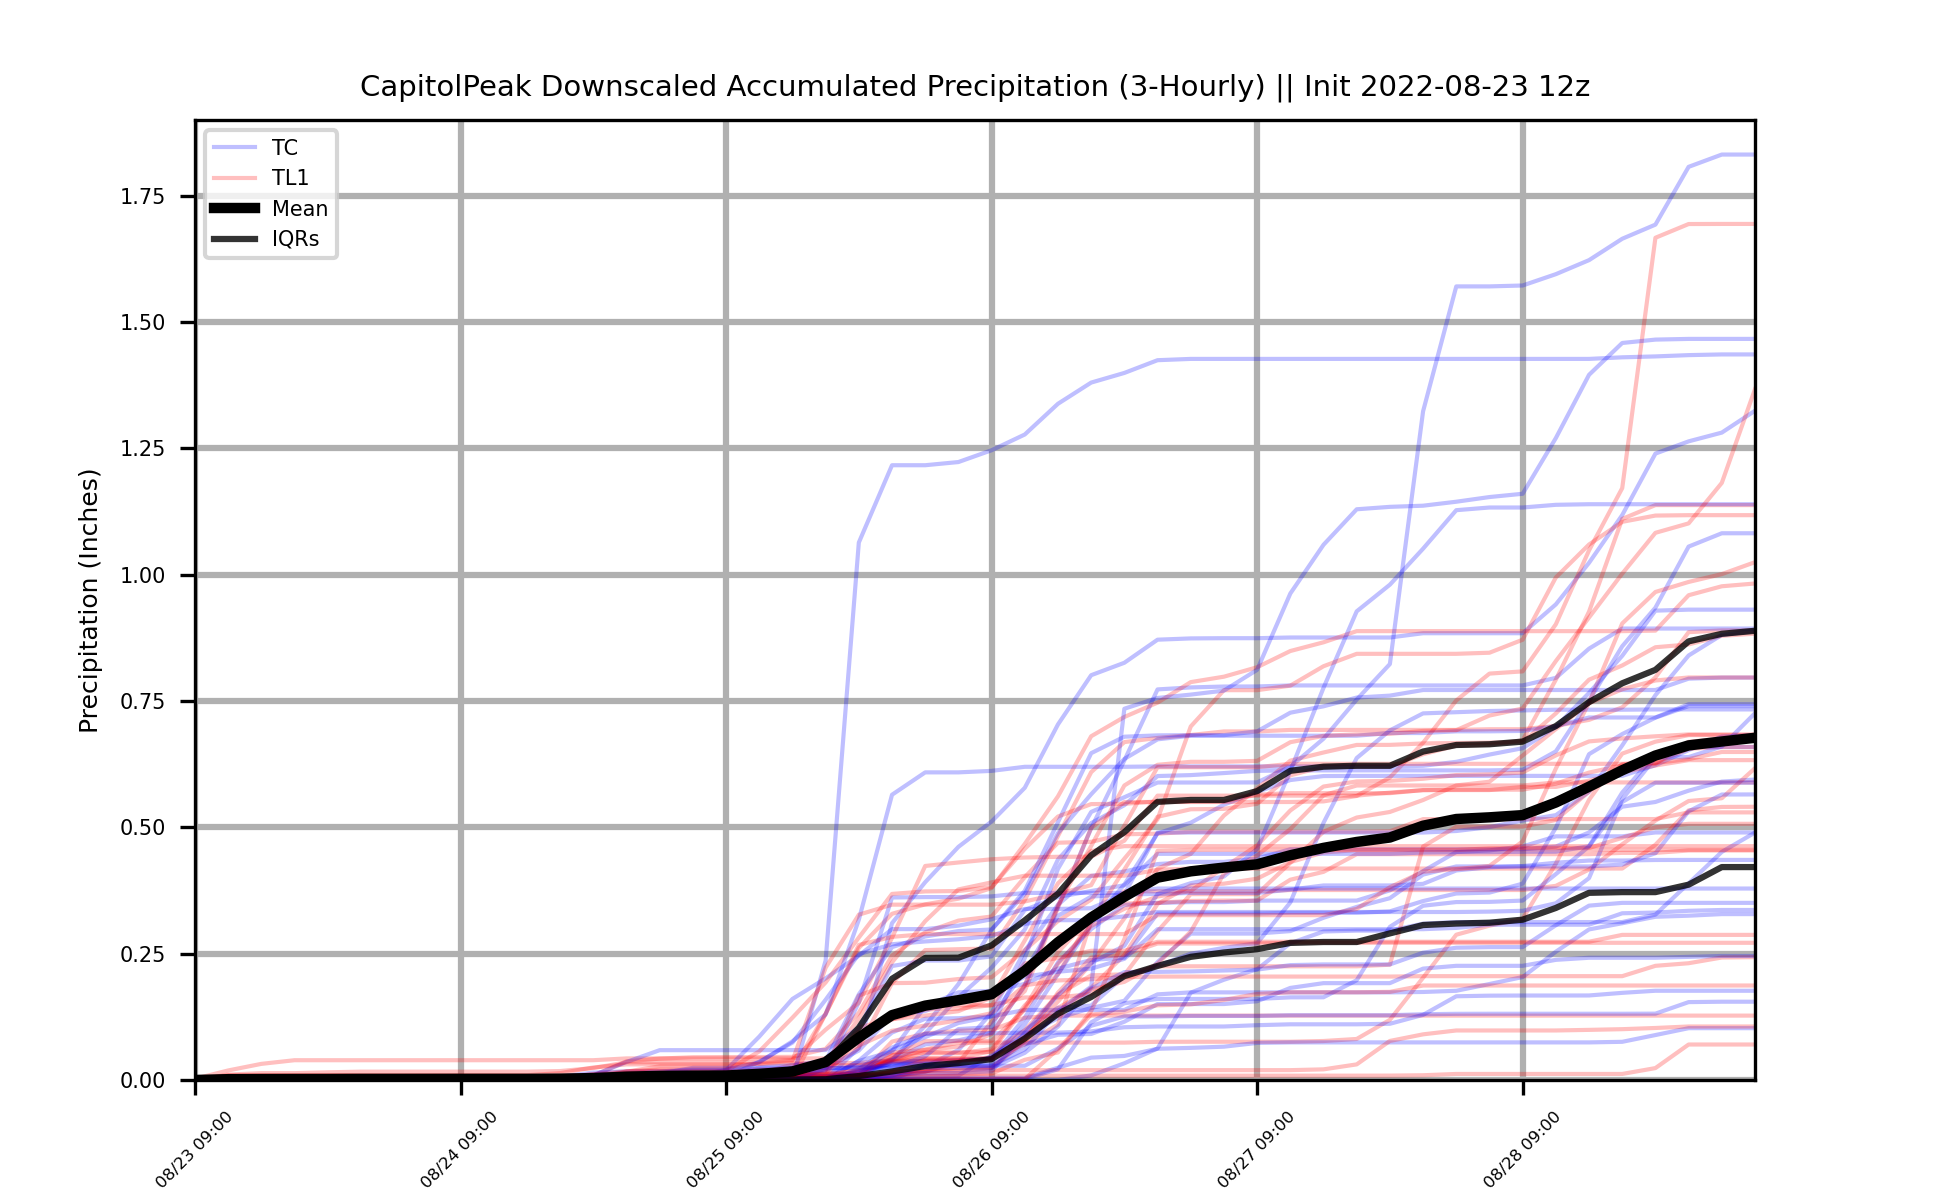 CapitolPeak Downscaled Accumulated Precipitation (3-Hourly) || Init 2022-08-23 12z
TC
TL1
Mean
IQRs
Precipitation (Inches)
1.75
1.50
1.25
1.00
0.75
0.50
0.25
0.00
08/23 09:00
08/24 09:00
08/25 09:00
08/26 09:00
08/27 09:00
08/28 09:00